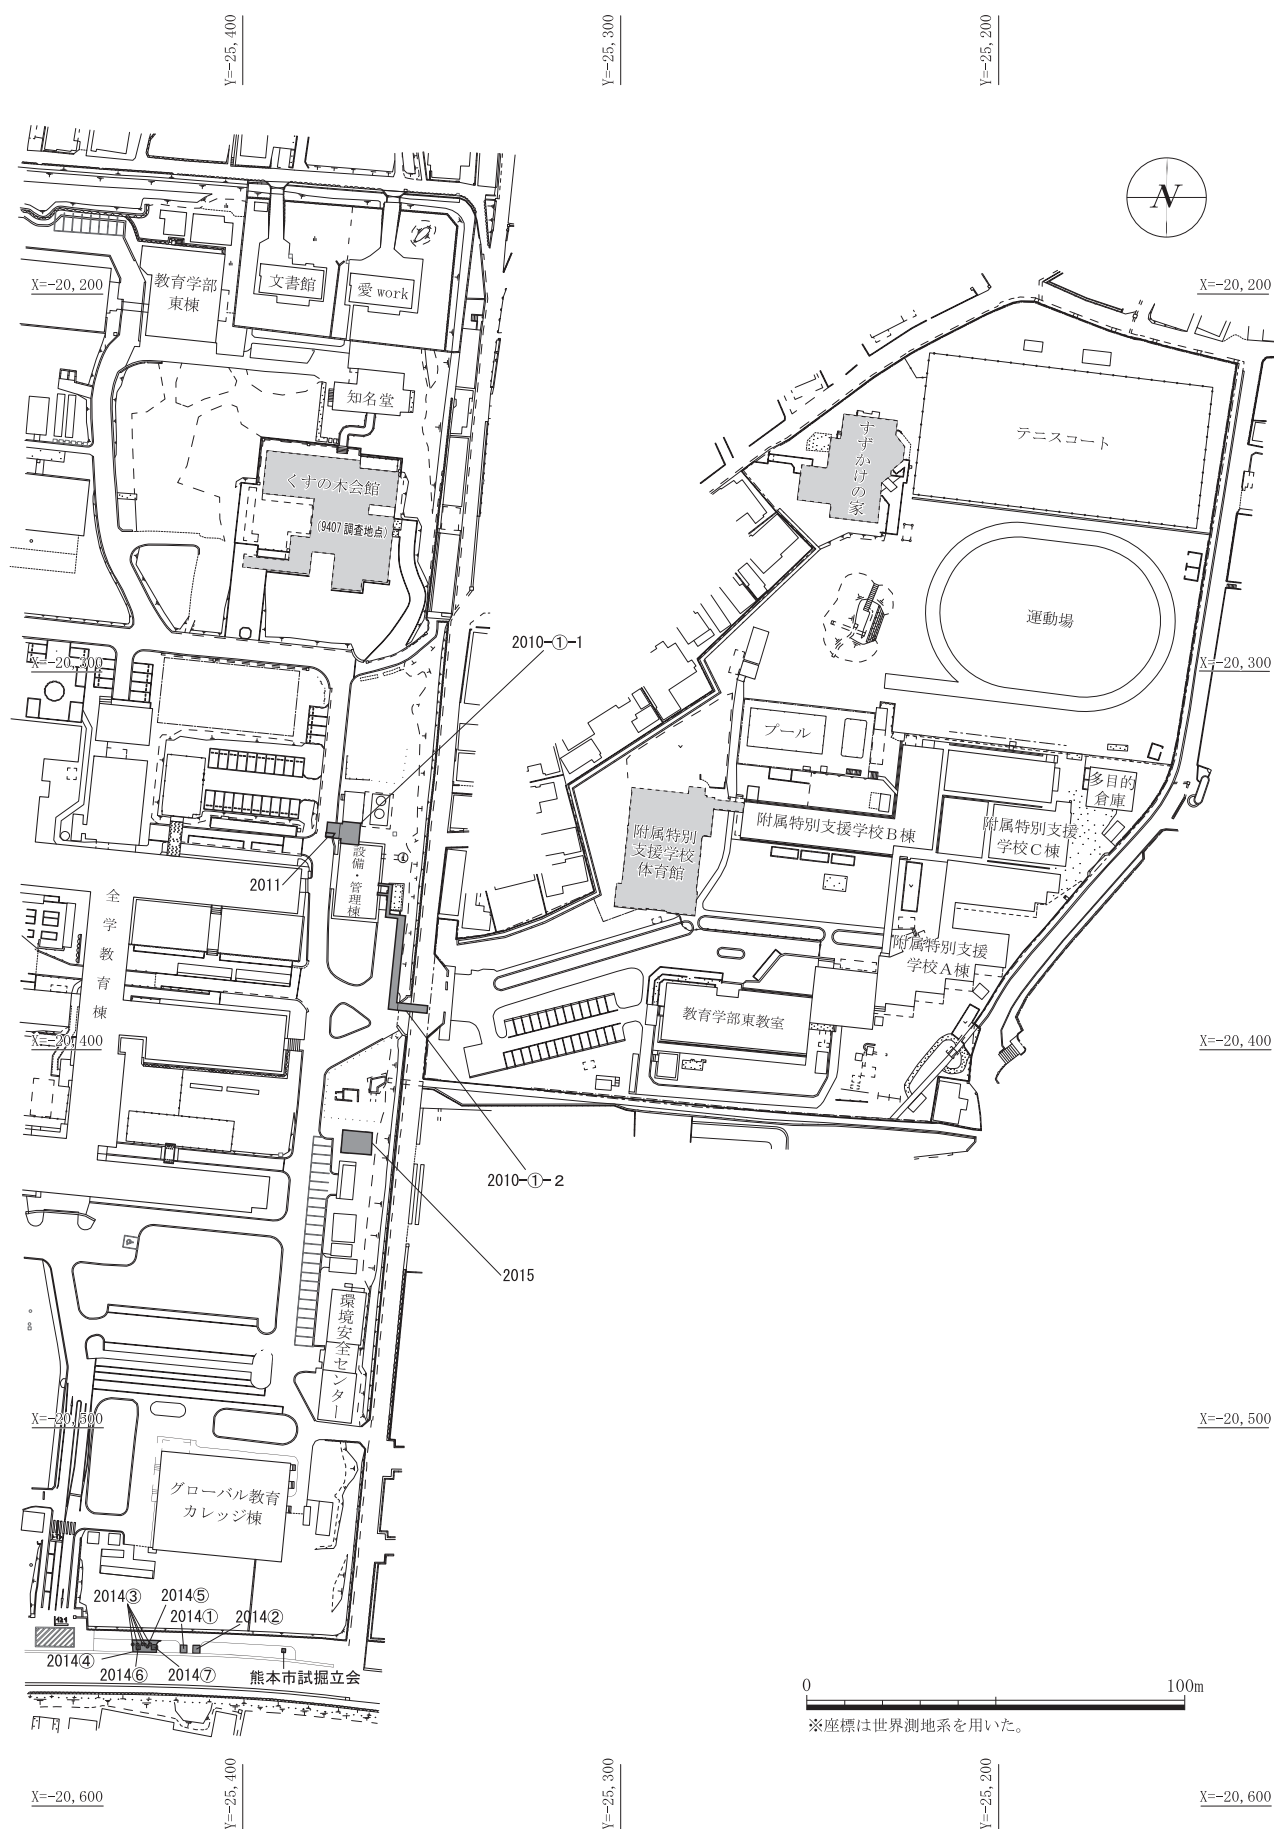 Y=-25,400
Y=-25,300
Y=-25,200
N
X=-20,200
X=-20,200
教育学部
東棟
文書館
愛work
知名堂
くすの木会館
(9407調査地点)
すずかけの家
テニスコート
運動場
2010-①-1
X=-20,300
X=-20,300
プール
多目的
倉庫
附属特別
支援学校
体育館
附属特別支援学校B棟
附属特別支援
学校C棟
設備・管理棟
2011
全学教育棟
附属特別支援
学校A棟
教育学部東教室
X=-20,400
X=-20,400
2010-①-2
2015
環境安全センター
X=-20,500
X=-20,500
グローバル教育
カレッジ棟
2014③
2014⑤
2014①
2014②
2014④
2014⑥
2014⑦
熊本市試掘立会
0
100m
※座標は世界測地系を用いた。
X=-20,600
Y=-25,400
Y=-25,300
Y=-25,200
X=-20,600